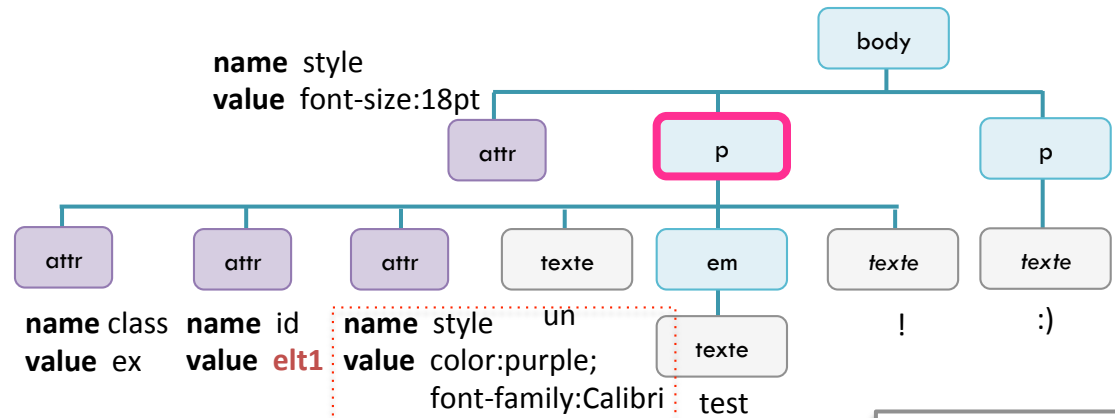 body
name style
value font-size:18pt
attr
p
p
attr
attr
attr
texte
em
texte
texte
name class
value ex
name id
value elt1
name style
value color:purple;
font-family:Calibri
un
texte
test
!
:)